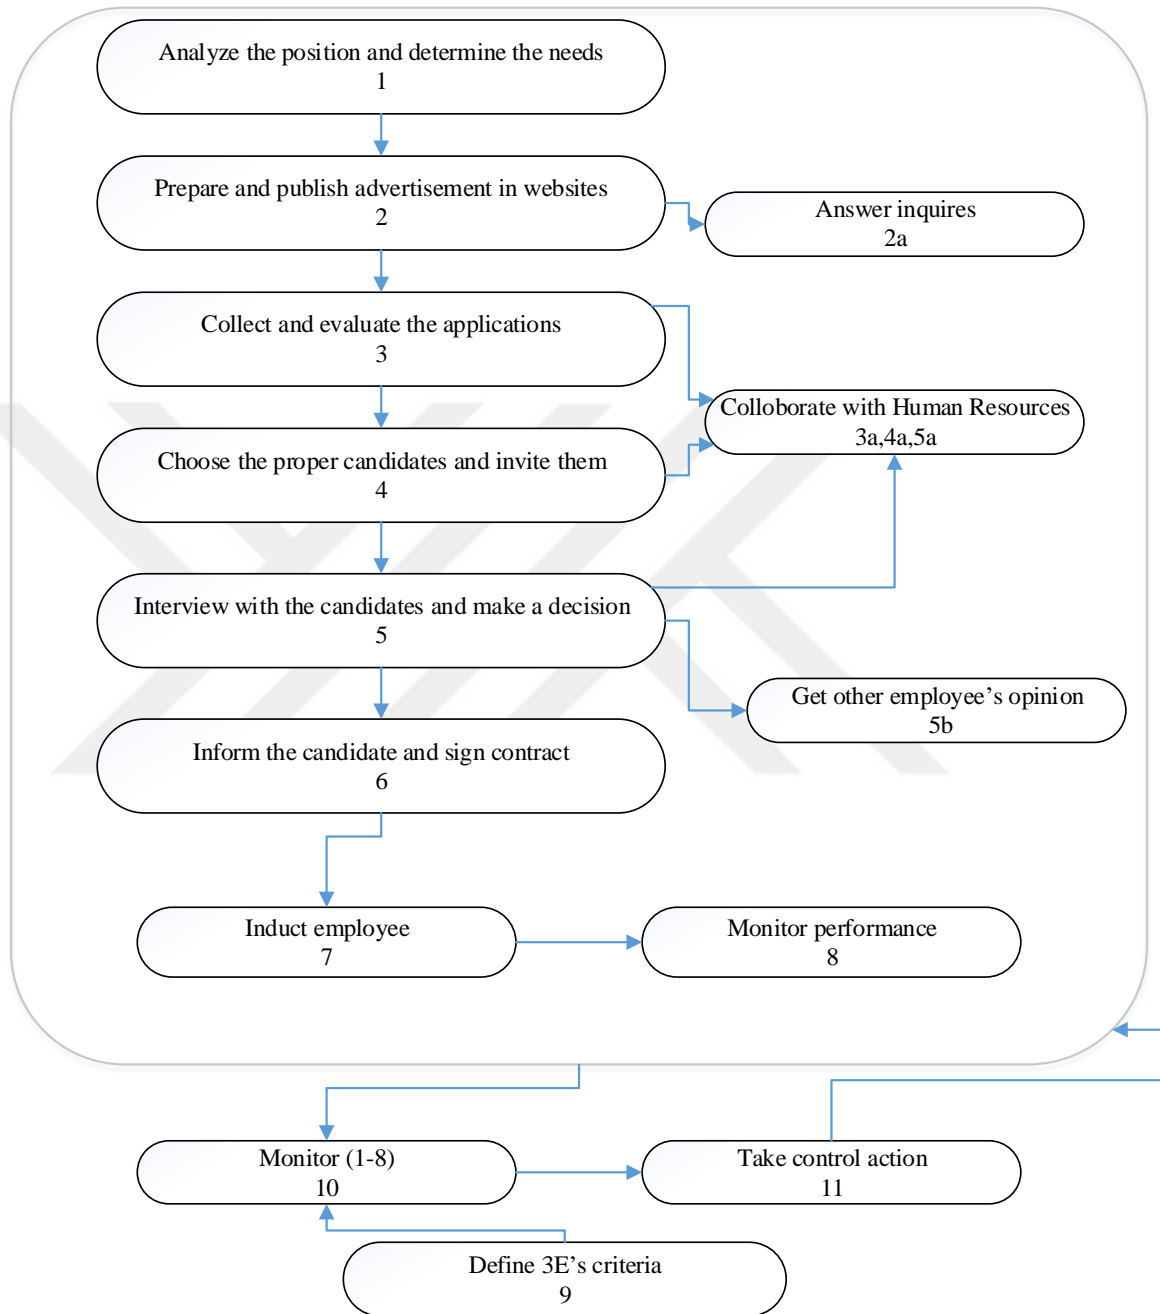 Analyze the position and determine the needs
1
Prepare and publish advertisement in websites
2
Answer inquires
2a
Collect and evaluate the applications
3
Colloborate with Human Resources
3a,4a,5a
Choose the proper candidates and invite them
4
Interview with the candidates and make a decision
5
Get other employee’s opinion
5b
Inform the candidate and sign contract
6
Induct employee
7
Monitor performance
8
Monitor (1-8)
10
Take control action
11
Define 3E’s criteria
9